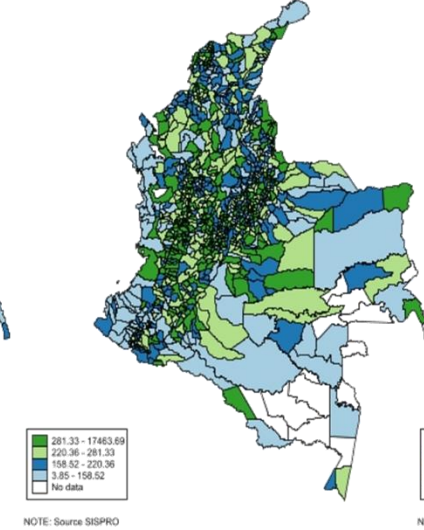 281.33 - 17463.69
220.36 - 281.33
158.52 - 220.36
3.85 - 158.52
No data
NOTE: Source SISPRO
N